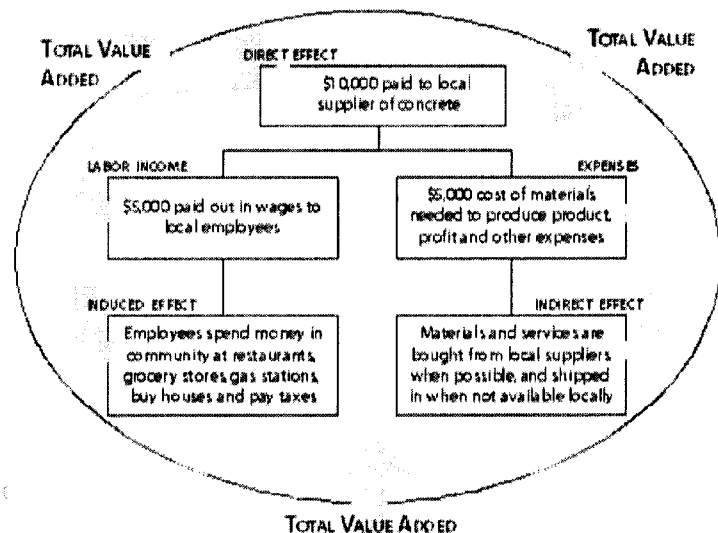 TOTAL VALUE
ADDED
TOTAL VALUE
ADDED
DIRECT EFFECT
$10,000 paid to local
supplier of concrete
LABOR INCOME
$5,000 paid out in wages to
local employees
EXPENSES
$5,000 cost of materials
needed to produce product,
profit and other expenses
INDUCED EFFECT
Employees spend money in
community at restaurants,
grocery stores, gas stations,
buy houses and pay taxes
INDIRECT EFFECT
Materials and services are
bought from local suppliers
when possible, and shipped
in when not available locally
TOTAL VALUE ADDED